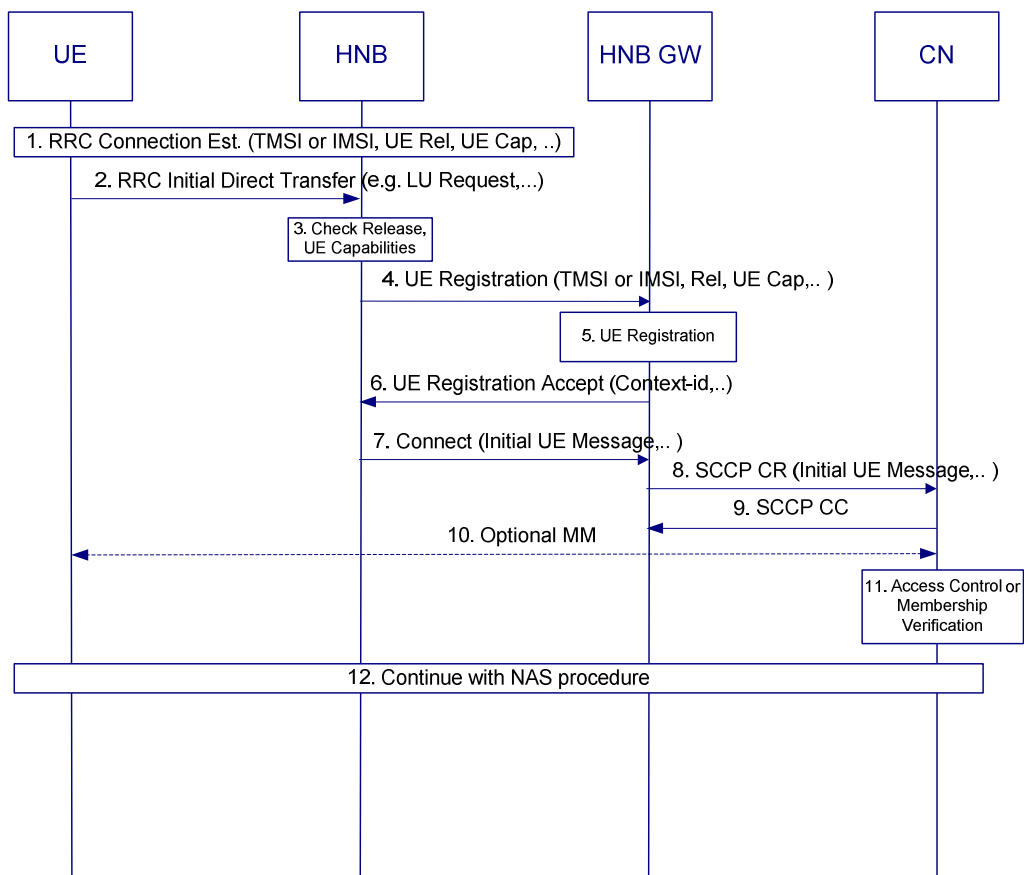 UE
HNB
HNB GW
CN
1. RRC Connection Est. (TMSI or IMSI, UE Rel, UE Cap, ..)
2. RRC Initial Direct Transfer (e.g. LU Request,...)
3. Check Release,
UE Capabilities
4. UE Registration (TMSI or IMSI, Rel, UE Cap,.. )
5. UE Registration
6. UE Registration Accept (Context-id,..)
7. Connect (Initial UE Message,.. )
8. SCCP CR (Initial UE Message,.. )
9. SCCP CC
10. Optional MM
11. Access Control or
Membership
Verification
12. Continue with NAS procedure